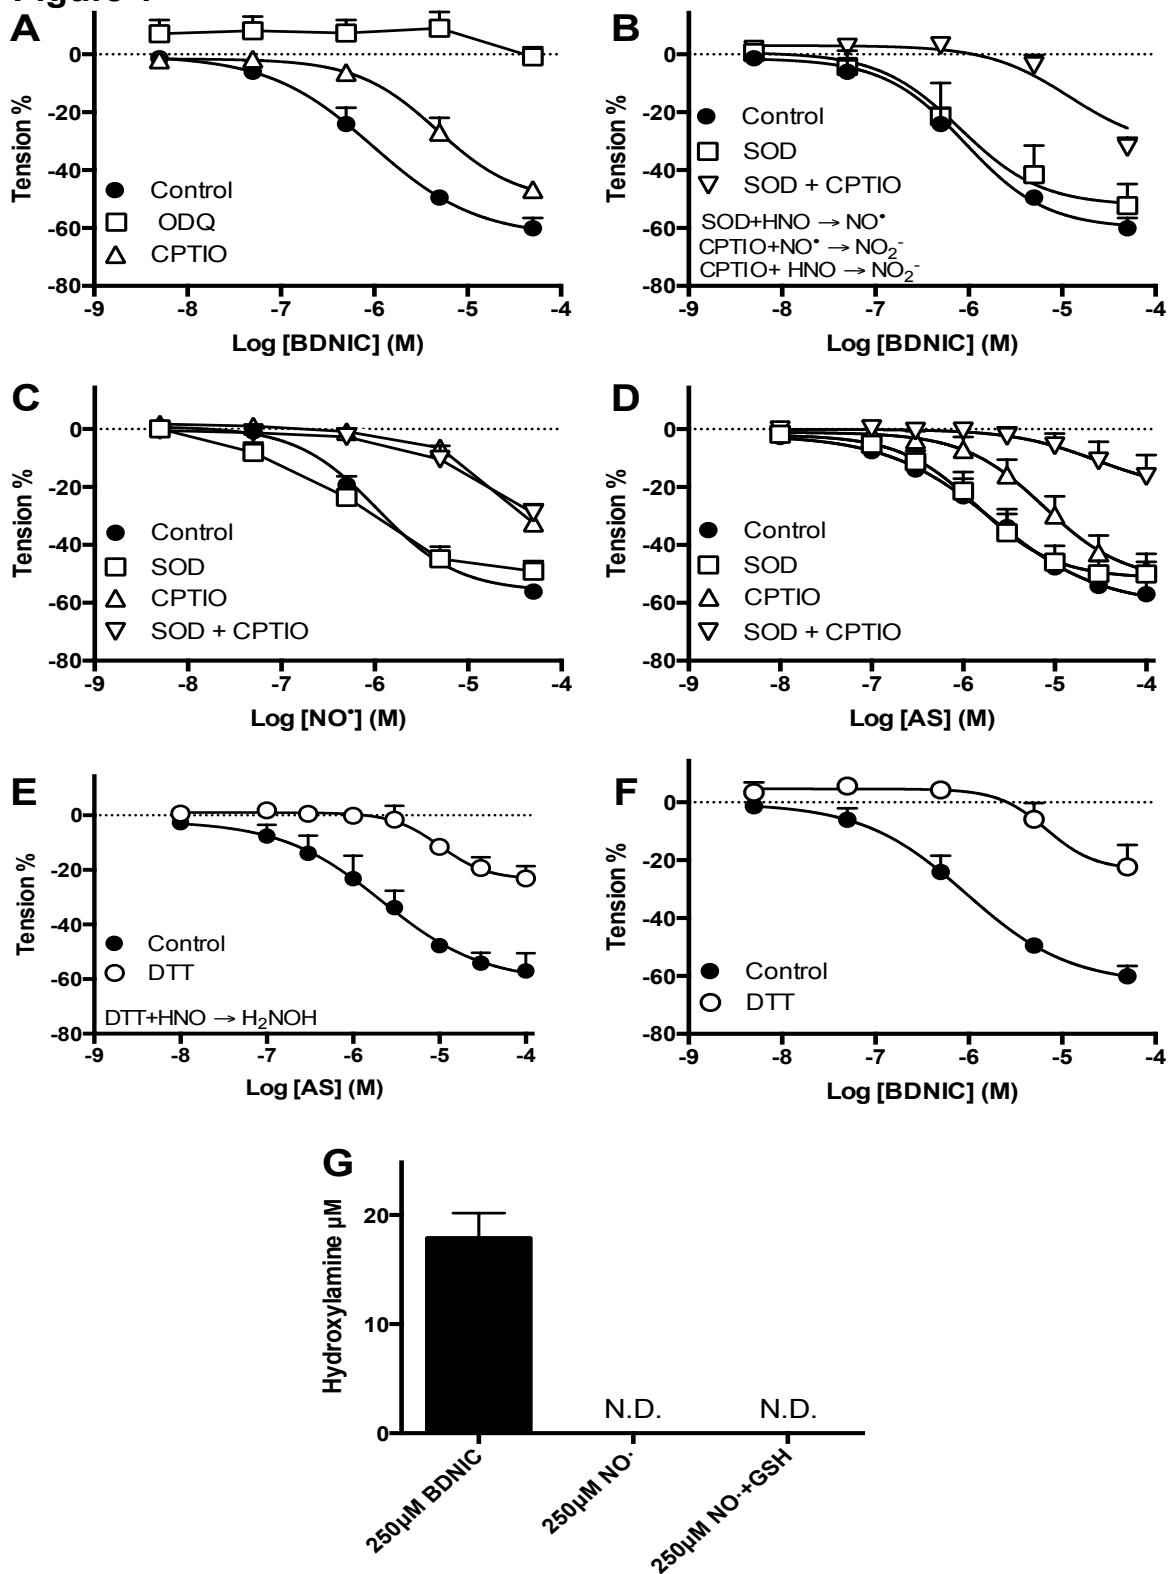 A
Tension %
0
-20
-40
-60
-80
Control
ODQ
CPTIO
-9 -8 -7 -6 -5 -4
Log [BDNIC] (M)
B
Tension %
0
-20
-40
-60
-80
Control
SOD
SOD + CPTIO
SOD+HNO → NO•
CPTIO+NO• → NO₂⁻
CPTIO+ HNO → NO₂⁻
-9 -8 -7 -6 -5 -4
Log [BDNIC] (M)
C
Tension %
0
-20
-40
-60
-80
Control
SOD
CPTIO
SOD + CPTIO
-9 -8 -7 -6 -5 -4
Log [NO•] (M)
D
Tension %
0
-20
-40
-60
-80
Control
SOD
CPTIO
SOD + CPTIO
-9 -8 -7 -6 -5 -4
Log [AS] (M)
E
Tension %
0
-20
-40
-60
-80
Control
DTT
DTT+HNO → H₂NOH
-9 -8 -7 -6 -5 -4
Log [AS] (M)
F
Tension %
0
-20
-40
-60
-80
Control
DTT
-9 -8 -7 -6 -5 -4
Log [BDNIC] (M)
G
Hydroxylamine µM
20
10
0
N.D. N.D.
250µM BDNIC
250µM NO·
250µM NO·+GSH